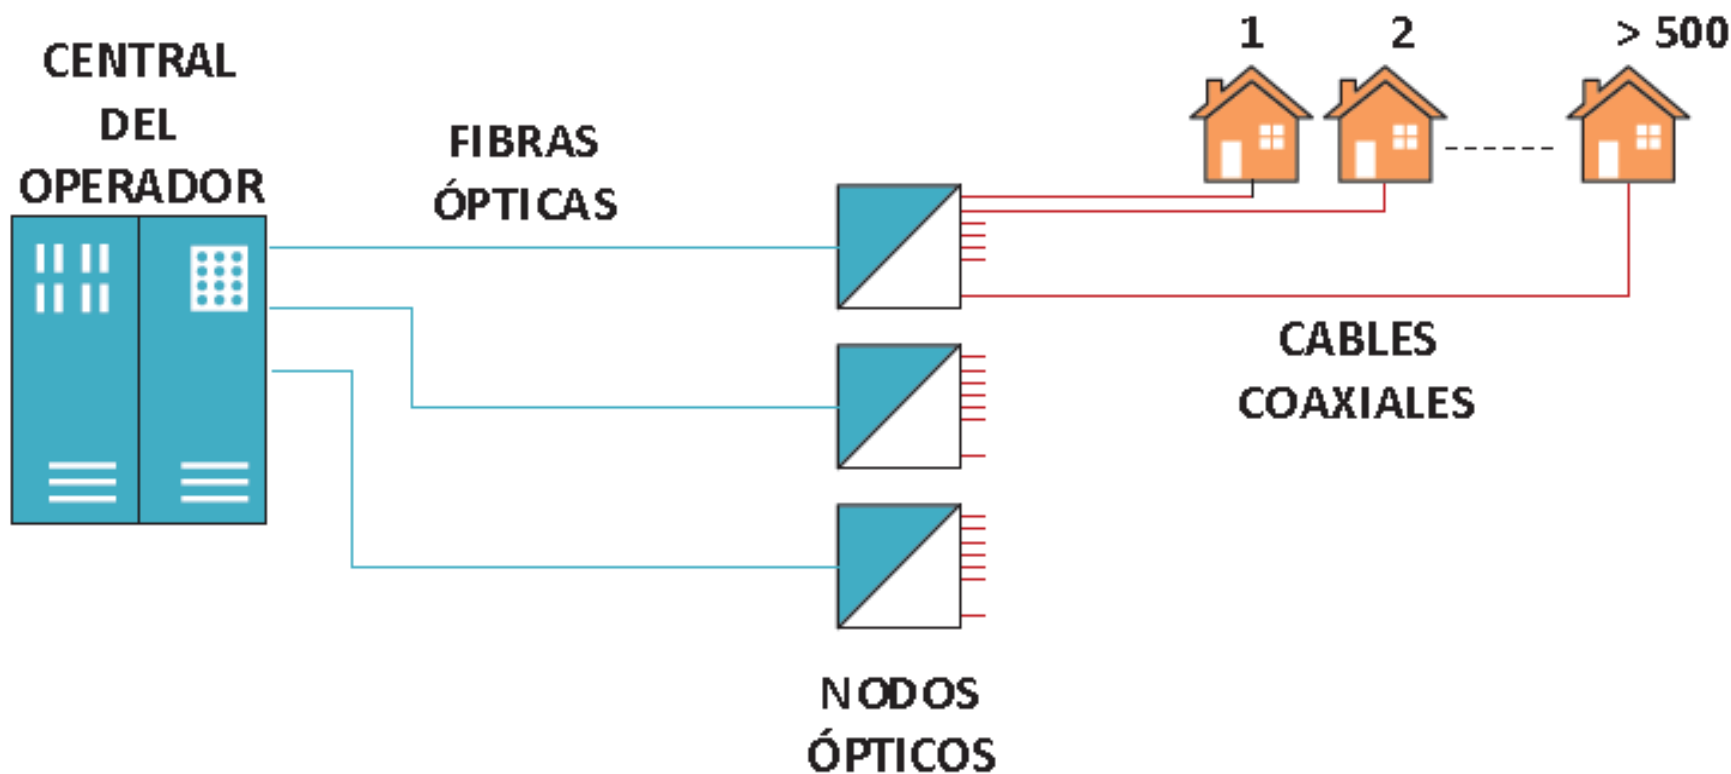 CENTRAL
DEL
OPERADOR
FIBRAS
ÓPTICAS
1
2
> 500
CABLES
COAXIALES
NODOS
ÓPTICOS